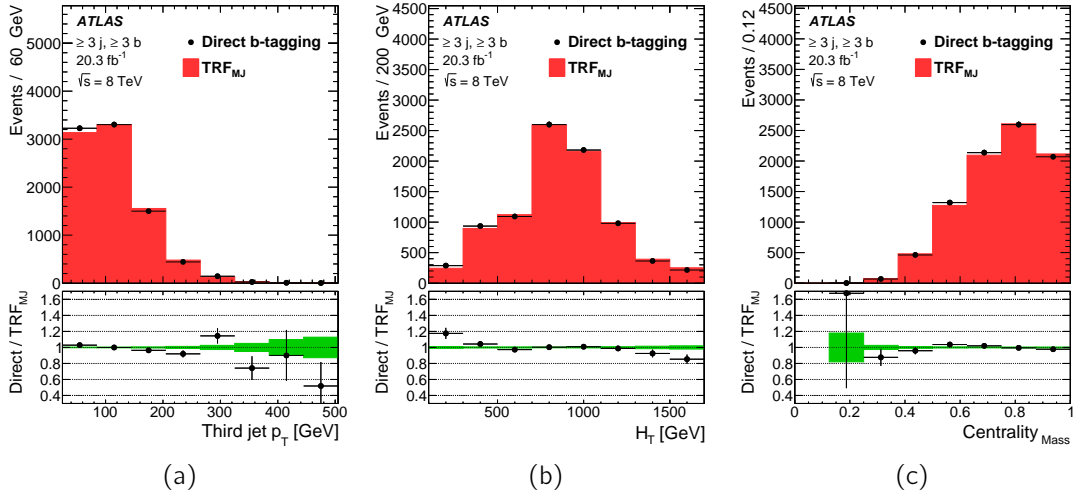 Events / 60 GeV
5000
4000
3000
2000
1000
0
ATLAS
≥ 3 j, ≥ 3 b
20.3 fb⁻¹
√s = 8 TeV
Direct b-tagging
TRF_MJ
Direct / TRF_MJ
1.6
1.4
1.2
1
0.8
0.6
0.4
100 200 300 400 500
Third jet p_T [GeV]
(a)
Events / 200 GeV
4500
4000
3500
3000
2500
2000
1500
1000
500
0
ATLAS
≥ 3 j, ≥ 3 b
20.3 fb⁻¹
√s = 8 TeV
Direct b-tagging
TRF_MJ
Direct / TRF_MJ
1.6
1.4
1.2
1
0.8
0.6
0.4
500 1000 1500
H_T [GeV]
(b)
Events / 0.12
4500
4000
3500
3000
2500
2000
1500
1000
500
0
ATLAS
≥ 3 j, ≥ 3 b
20.3 fb⁻¹
√s = 8 TeV
Direct b-tagging
TRF_MJ
Direct / TRF_MJ
1.6
1.4
1.2
1
0.8
0.6
0.4
0 0.2 0.4 0.6 0.8 1
Centrality_Mass
(c)